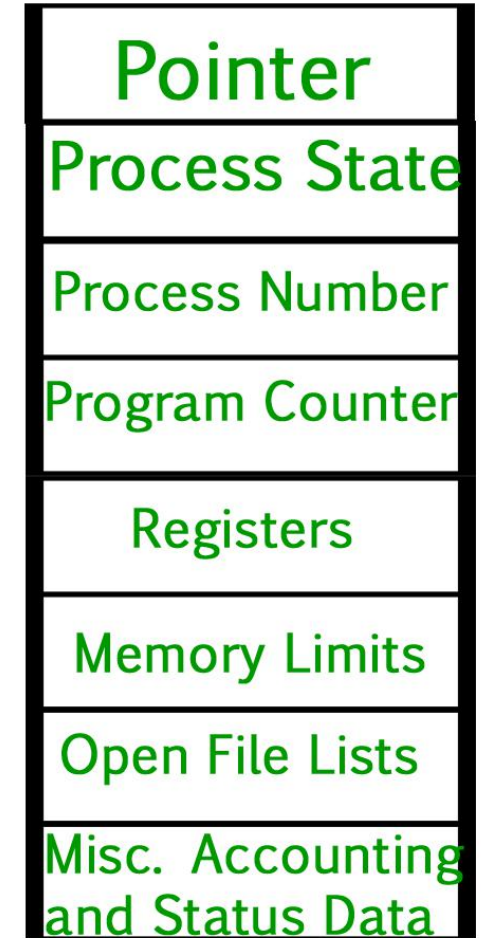 Pointer
Process State
Process Number
Program Counter
Registers
Memory Limits
Open File Lists
Misc. Accounting
and Status Data